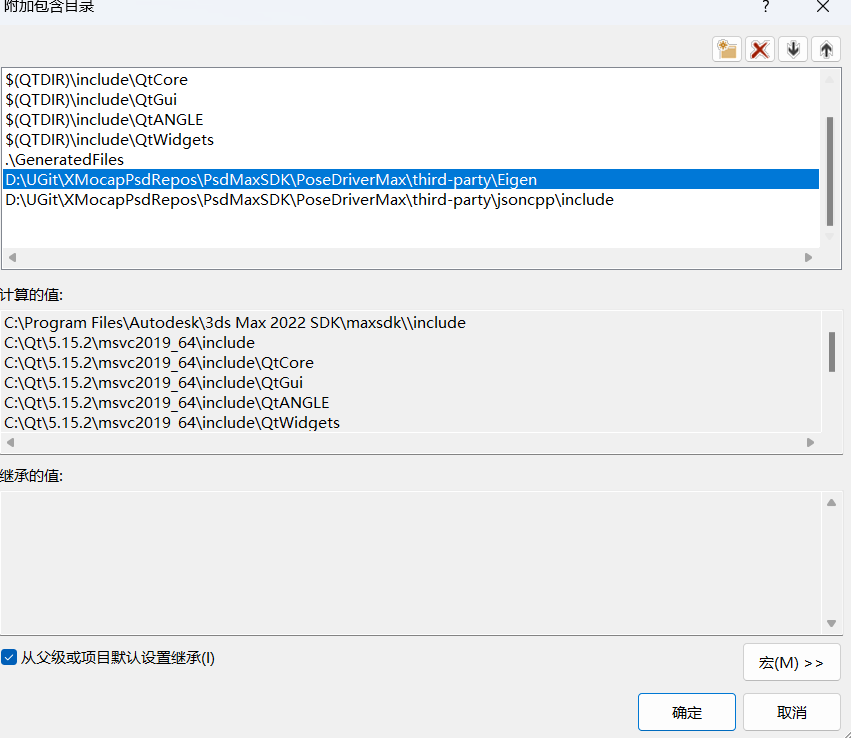 附加包含目录
?
$(QTDIR)\include\QtCore
$(QTDIR)\include\QtGui
$(QTDIR)\include\QtANGLE
$(QTDIR)\include\QtWidgets
.\GeneratedFiles
D:\UGit\XMocapPsdRepos\PsdMaxSDK\PoseDriverMax\third-party\Eigen
D:\UGit\XMocapPsdRepos\PsdMaxSDK\PoseDriverMax\third-party\jsoncpp\include
计算的值:
C:\Program Files\Autodesk\3ds Max 2022 SDK\maxsdk\\include
C:\Qt\5.15.2\msvc2019_64\include
C:\Qt\5.15.2\msvc2019_64\include\QtCore
C:\Qt\5.15.2\msvc2019_64\include\QtGui
C:\Qt\5.15.2\msvc2019_64\include\QtANGLE
C:\Qt\5.15.2\msvc2019_64\include\QtWidgets
继承的值:
从父级或项目默认设置继承(I)
宏(M) >>
确定
取消